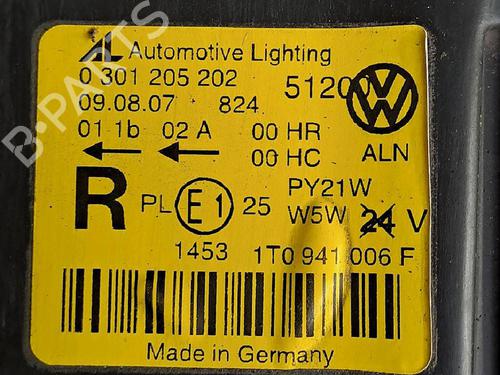 AL Automotive Lighting
0 301 205 202 51200
09.08.07 824
01 1b 02 A 00 HR
00 HC ALN
R PL E1 25 PY21W
W5W 24 V
1453 1T0 941 006 F
Made in Germany
B-PARTS